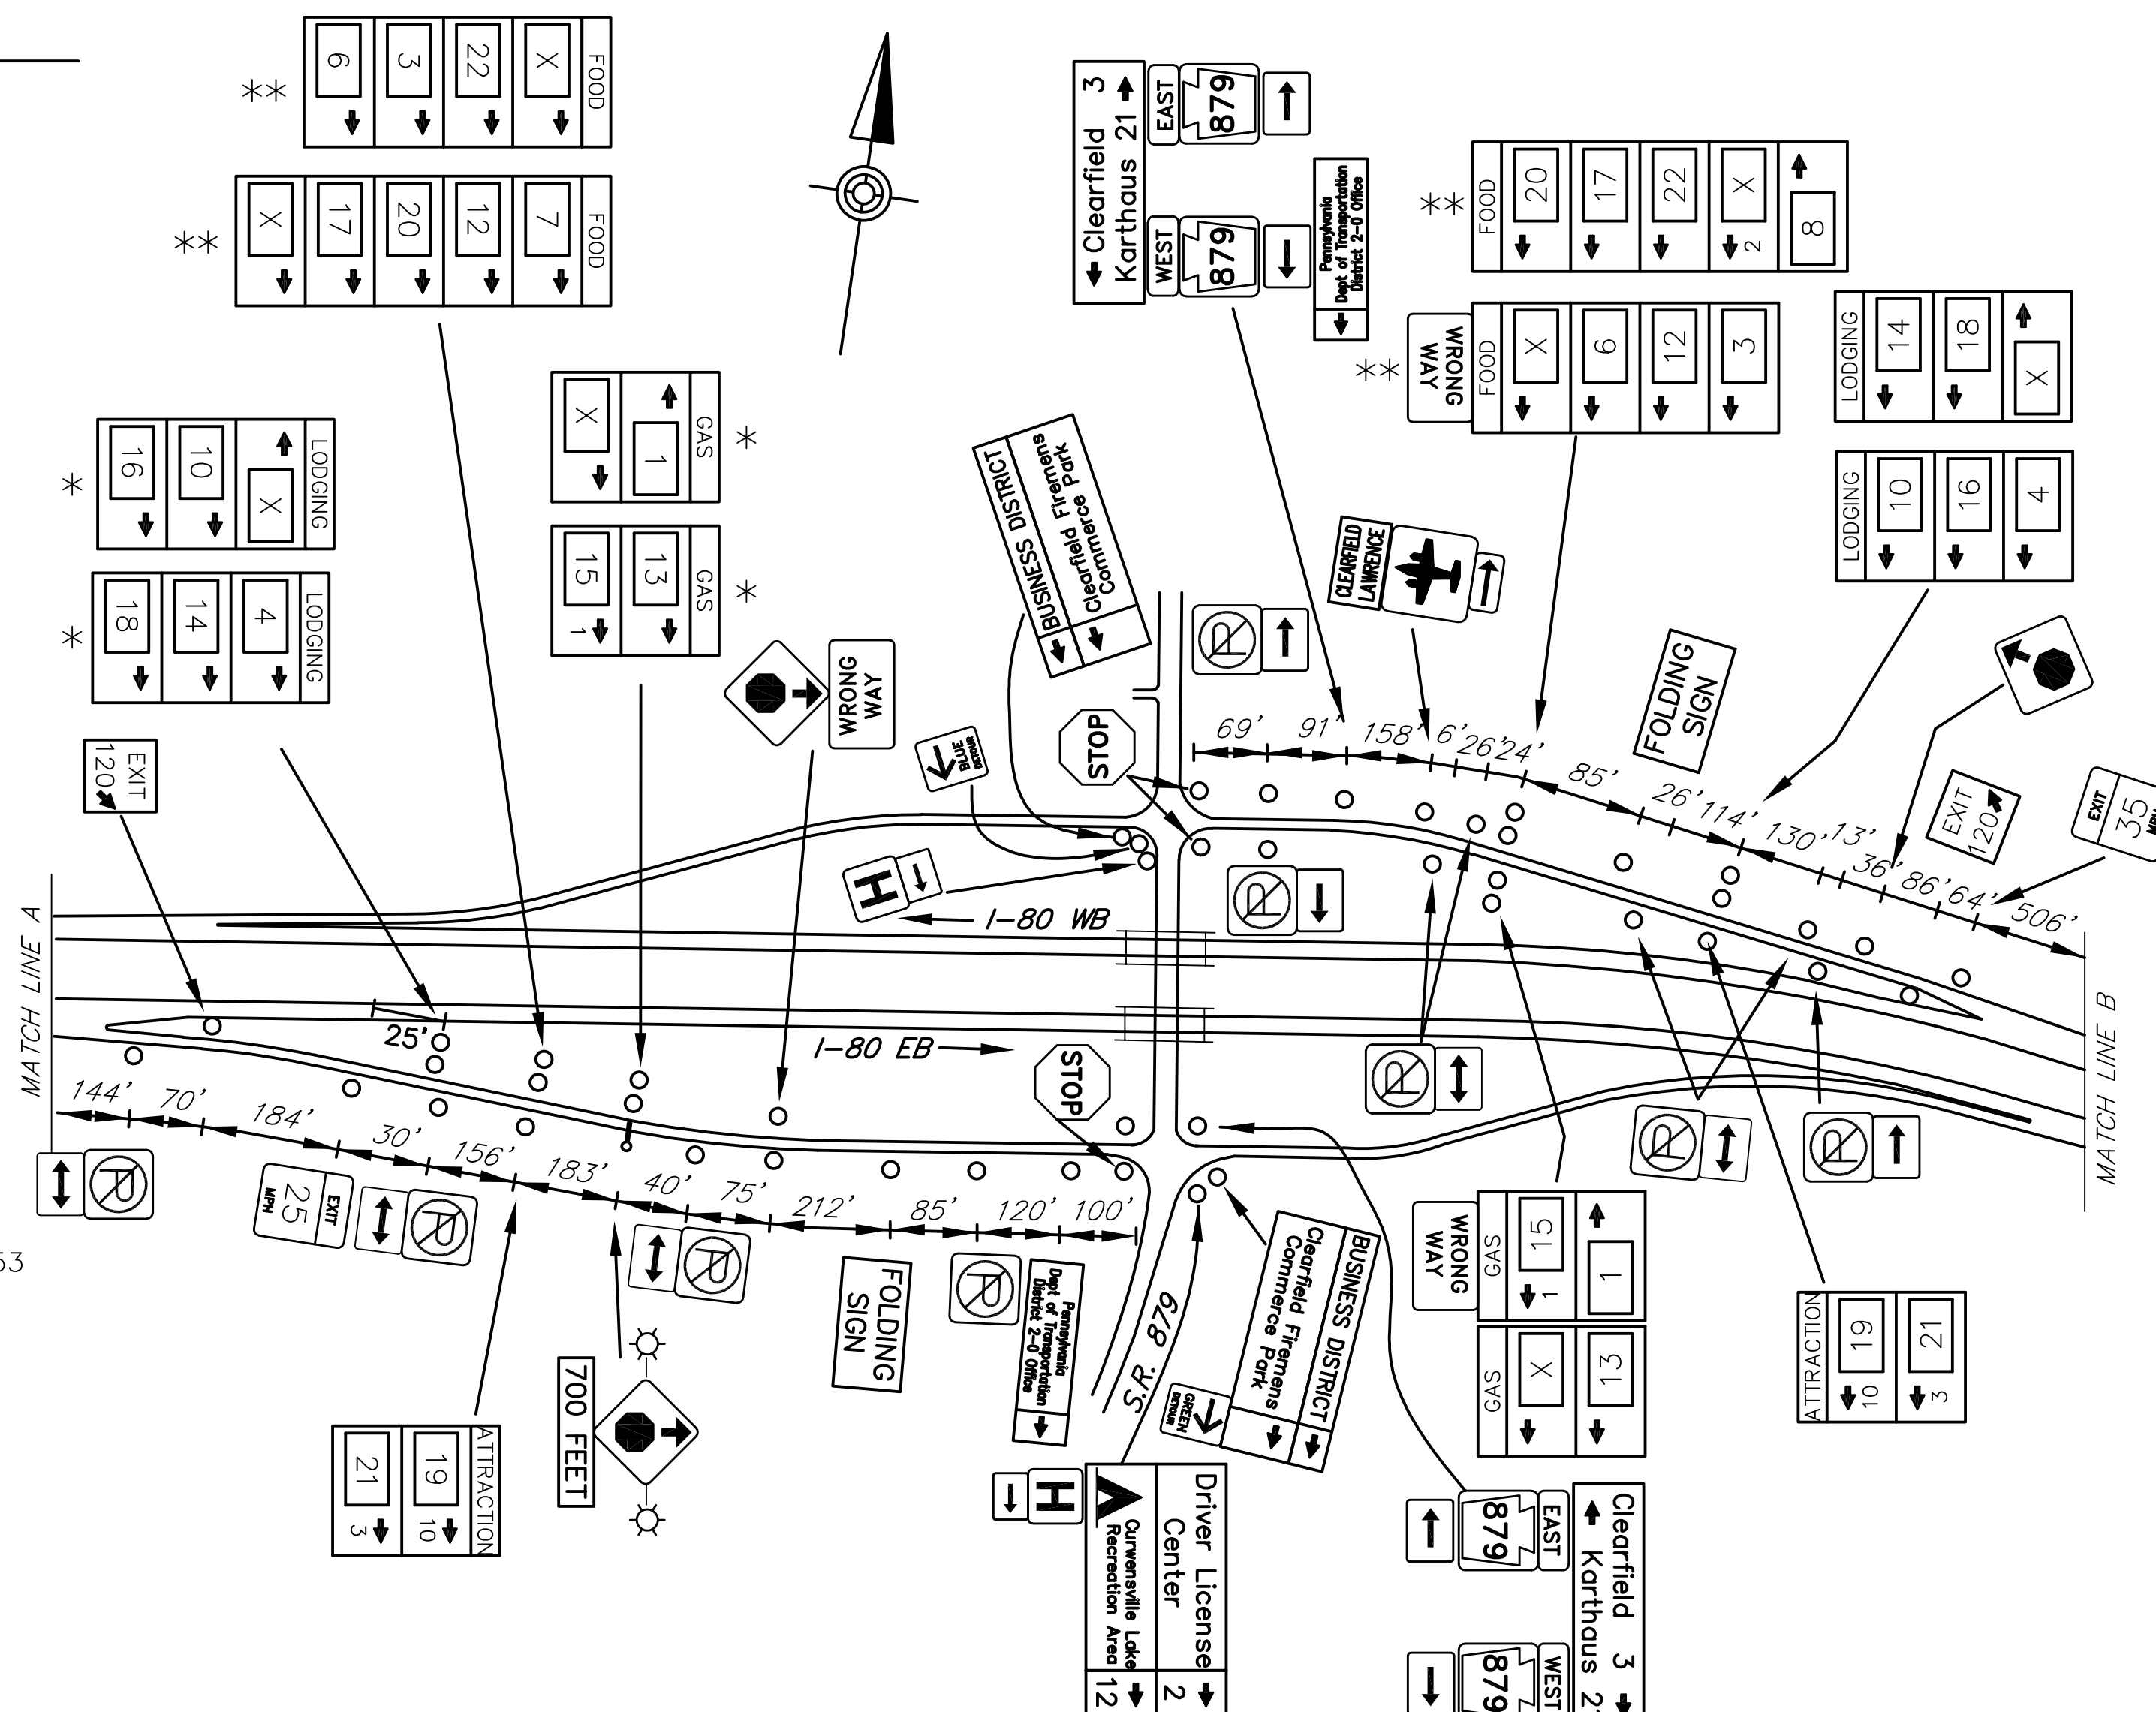 FOOD
X
22
3
6
**
FOOD
7
12
20
17
X
**
GAS
1
X
*
GAS
13
15
1
*
LODGING
X
10
16
*
LODGING
4
14
18
*
EXIT
120
Clearfield 3
Karthaus 21
EAST
879
WEST
879
Pennsylvania
Dept of Transportation
District 2-0 Office
FOOD
20
17
22
X
2
8
**
FOOD
X
6
12
3
**
WRONG
WAY
LODGING
14
18
X
LODGING
10
16
4
BUSINESS DISTRICT
Clearfield Firemens
Commerce Park
CLEARFIELD
LAWRENCE
P
FOLDING
SIGN
WRONG
WAY
BLUE
DETOUR
STOP
H
P
EXIT
120
EXIT
35
69' 91' 158' 6' 26' 24' 85' 26' 114' 130' 13' 36' 86' 64' 506'
MATCH LINE A
MATCH LINE B
I-80 WB
I-80 EB
25'
STOP
144' 70' 184' 30' 156' 183' 40' 75' 212' 85' 120' 100'
P
EXIT
25
MPH
P
P
FOLDING
SIGN
P
Pennsylvania
Dept of Transportation
District 2-0 Office
S.R. 879
P
P
P
BUSINESS DISTRICT
Clearfield Firemens
Commerce Park
GREEN
DETOUR
WRONG
WAY
GAS
15
1
1
GAS
X
13
ATTRACTION
19
10
21
3
53
ATTRACTION
19
10
21
3
700 FEET
H
Driver License
Center 2
Curwensville Lake
Recreation Area 12
EAST
879
WEST
879
Clearfield 3
Karthaus 2